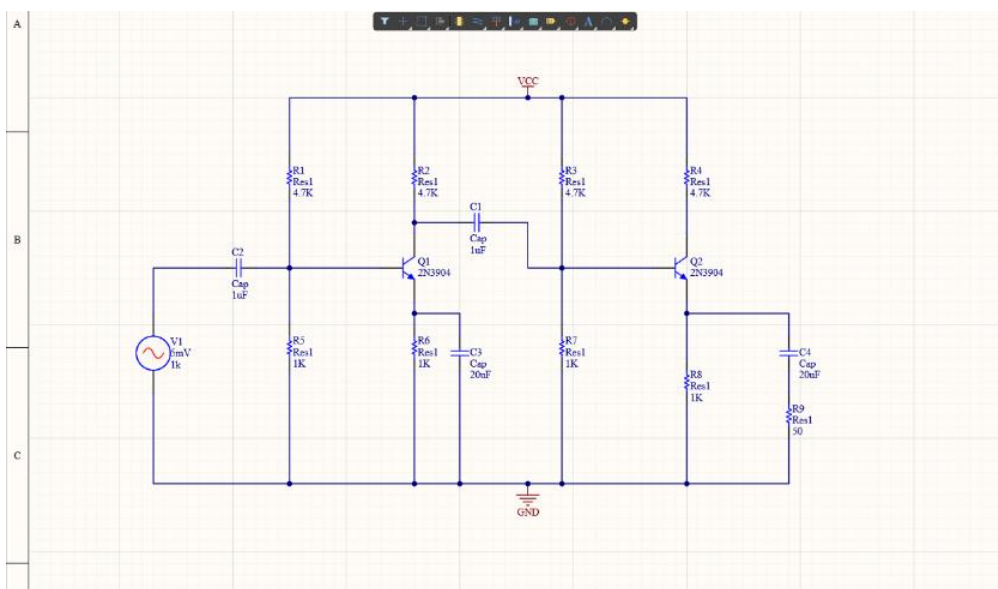 A
VCC
R1
Res1
4.7K
R2
Res1
4.7K
R3
Res1
4.7K
R4
Res1
4.7K
C1
Cap
1uF
B
C2
Cap
1uF
Q1
2N3904
Q2
2N3904
V1
5mV
1k
R5
Res1
1K
R6
Res1
1K
C3
Cap
20uF
R7
Res1
1K
R8
Res1
1K
C4
Cap
20uF
R9
Res1
50
C
GND